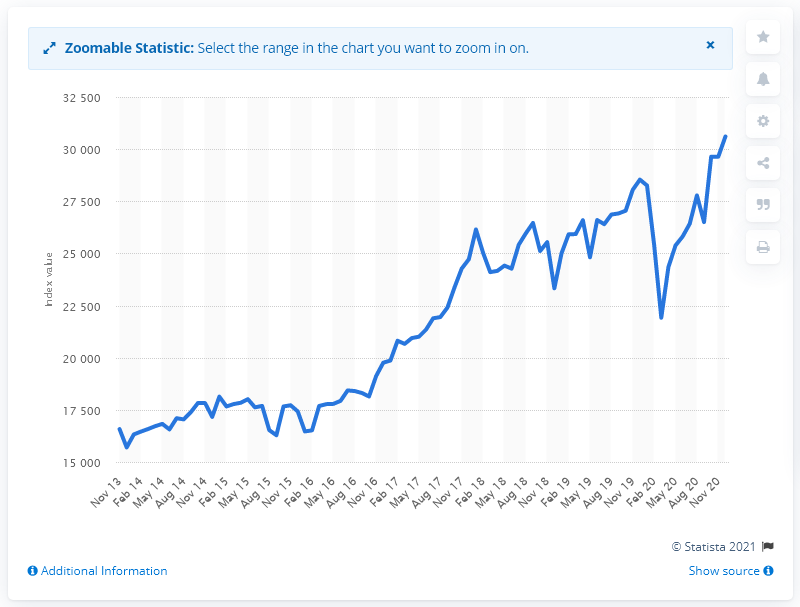 Zoomable Statistic: Select the range in the chart you want to zoom in on.
32 500
30 000
27 500
25 000
22 500
20 000
17 500
15 000
Index value
Nov 13
Feb 14
May 14
Aug 14
Nov 14
Feb 15
May 15
Aug 15
Nov 15
Feb 16
May 16
Aug 16
Nov 16
Feb 17
May 17
Aug 17
Nov 17
Feb 18
May 18
Aug 18
Nov 18
Feb 19
May 19
Aug 19
Nov 19
Feb 20
May 20
Aug 20
Nov 20
© Statista 2021
Additional Information
Show source